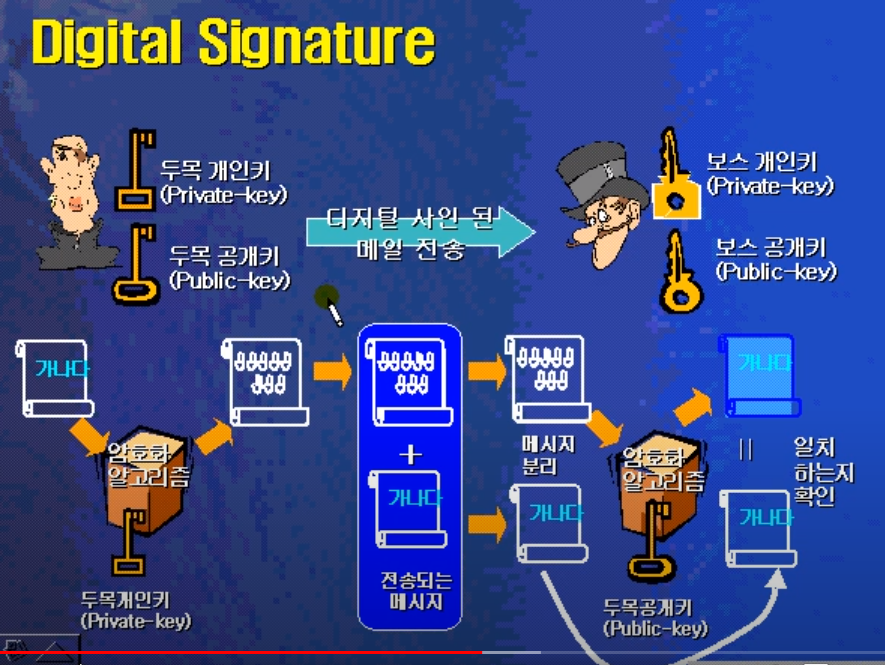 Digital Signature
두목 개인키
(Private-key)
두목 공개키
(Public-key)
디지털 사인 된
메일 전송
보스 개인키
(Private-key)
보스 공개키
(Public-key)
가나다
암호화
알고리즘
두목개인키
(Private-key)
+
가나다
전송되는
메시지
메시지
분리
가나다
암호화
알고리즘
두목공개키
(Public-key)
가나다
||
일치
하는지
확인
가나다